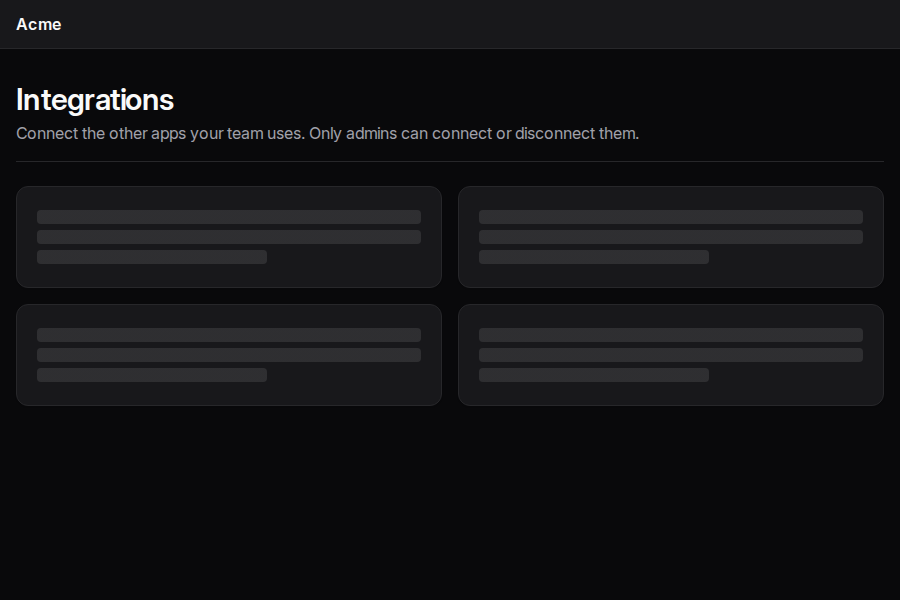 Acme
Integrations
Connect the other apps your team uses. Only admins can connect or disconnect them.